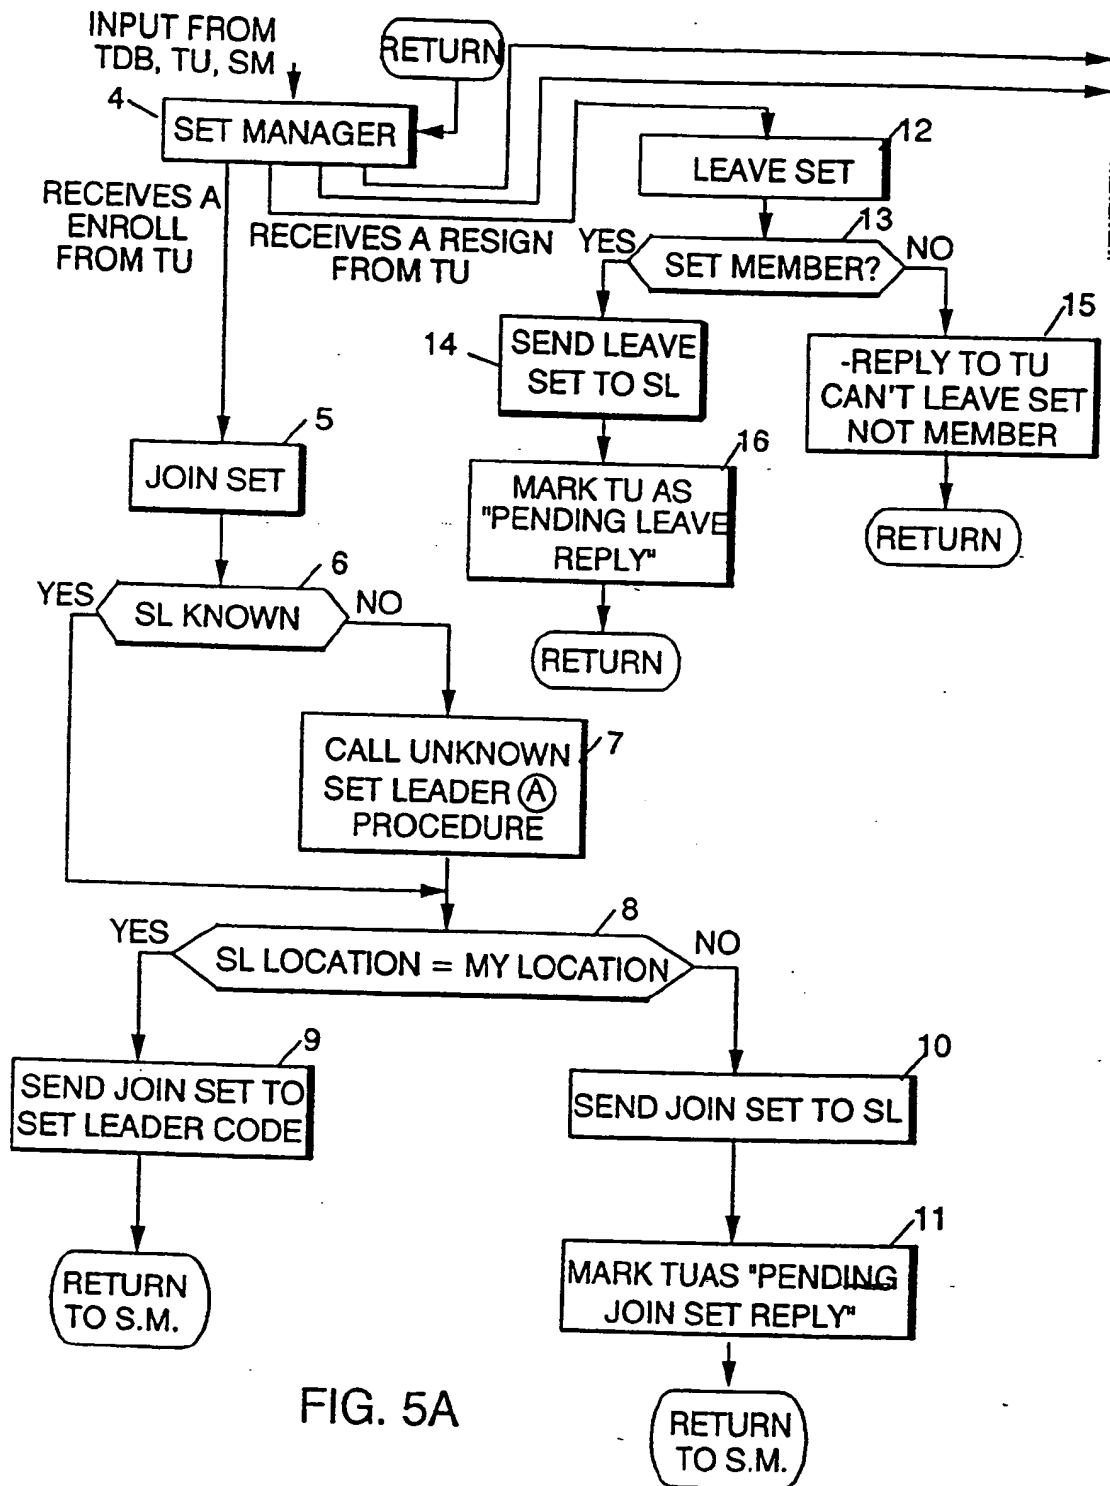 INPUT FROM
TDB, TU, SM
RETURN
4
SET MANAGER
12
LEAVE SET
RECEIVES A
ENROLL
FROM TU
RECEIVES A RESIGN
FROM TU
13
YES
SET MEMBER?
NO
14
SEND LEAVE
SET TO SL
15
-REPLY TO TU
CAN'T LEAVE SET
NOT MEMBER
5
JOIN SET
16
MARK TU AS
"PENDING LEAVE
REPLY"
RETURN
6
YES
SL KNOWN
NO
RETURN
7
CALL UNKNOWN
SET LEADER A
PROCEDURE
8
YES
SL LOCATION = MY LOCATION
NO
9
SEND JOIN SET TO
SET LEADER CODE
10
SEND JOIN SET TO SL
11
MARK TUAS "PENDING
JOIN SET REPLY"
RETURN
TO S.M.
FIG. 5A
RETURN
TO S.M.